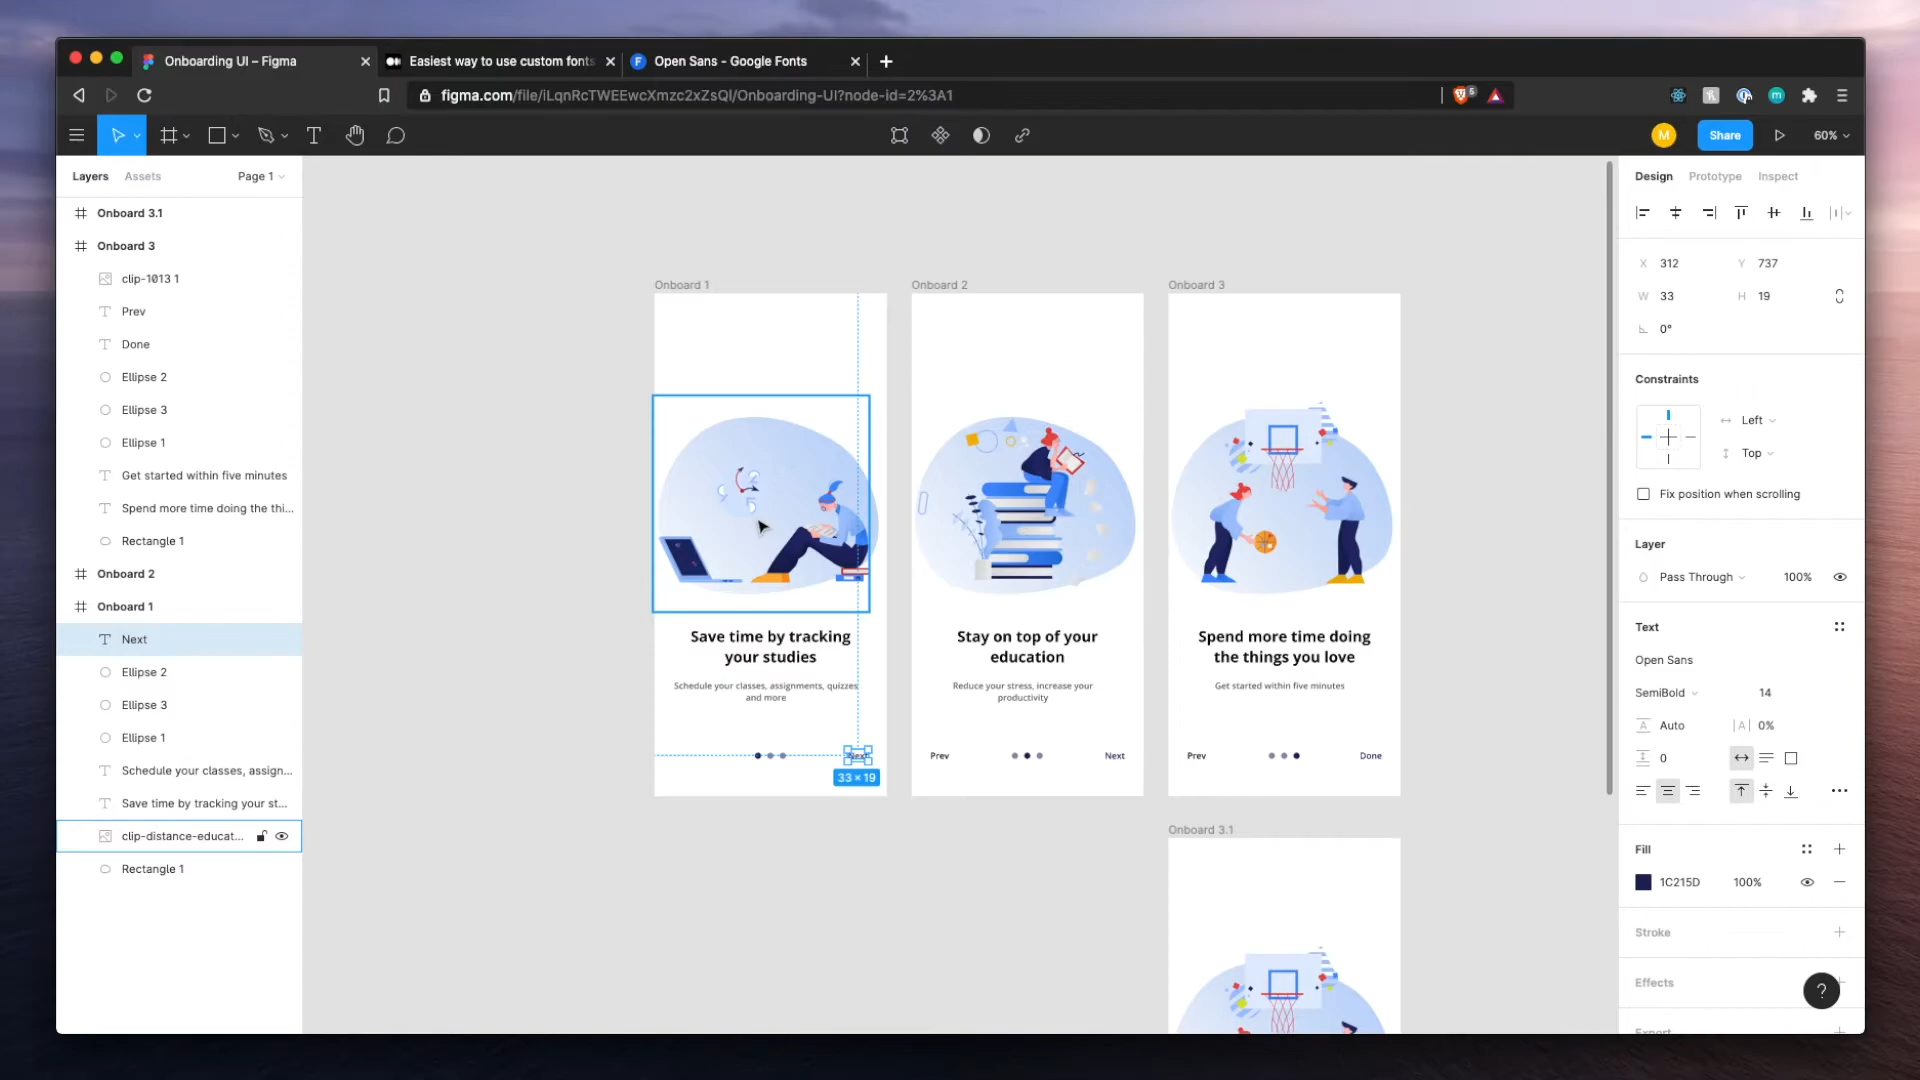 Onboarding UI – Figma
Easiest way to use custom fonts
Open Sans - Google Fonts
figma.com/file/iLqnRcTWEEwcXmzc2xZsQl/Onboarding-UI?node-id=2%3A1
5
m
M
Share
60%
Layers
Assets
Page 1
Onboard 3.1
Onboard 3
clip-1013 1
Prev
Done
Ellipse 2
Ellipse 3
Ellipse 1
Get started within five minutes
Spend more time doing the thi...
Rectangle 1
Onboard 2
Onboard 1
Next
Ellipse 2
Ellipse 3
Ellipse 1
Schedule your classes, assign...
Save time by tracking your st...
clip-distance-educat...
Rectangle 1
Onboard 1
Save time by tracking
your studies
Schedule your classes, assignments, quizzes
and more
Next
33 × 19
Onboard 2
Stay on top of your
education
Reduce your stress, increase your
productivity
Prev
Next
Onboard 3
Spend more time doing
the things you love
Get started within five minutes
Prev
Done
Onboard 3.1
Design
Prototype
Inspect
X 312
Y 737
W 33
H 19
0°
Constraints
Left
Top
Fix position when scrolling
Layer
Pass Through
100%
Text
Open Sans
SemiBold
14
A Auto
|A| 0%
0
Fill
1C215D
100%
Stroke
Effects
?
Export